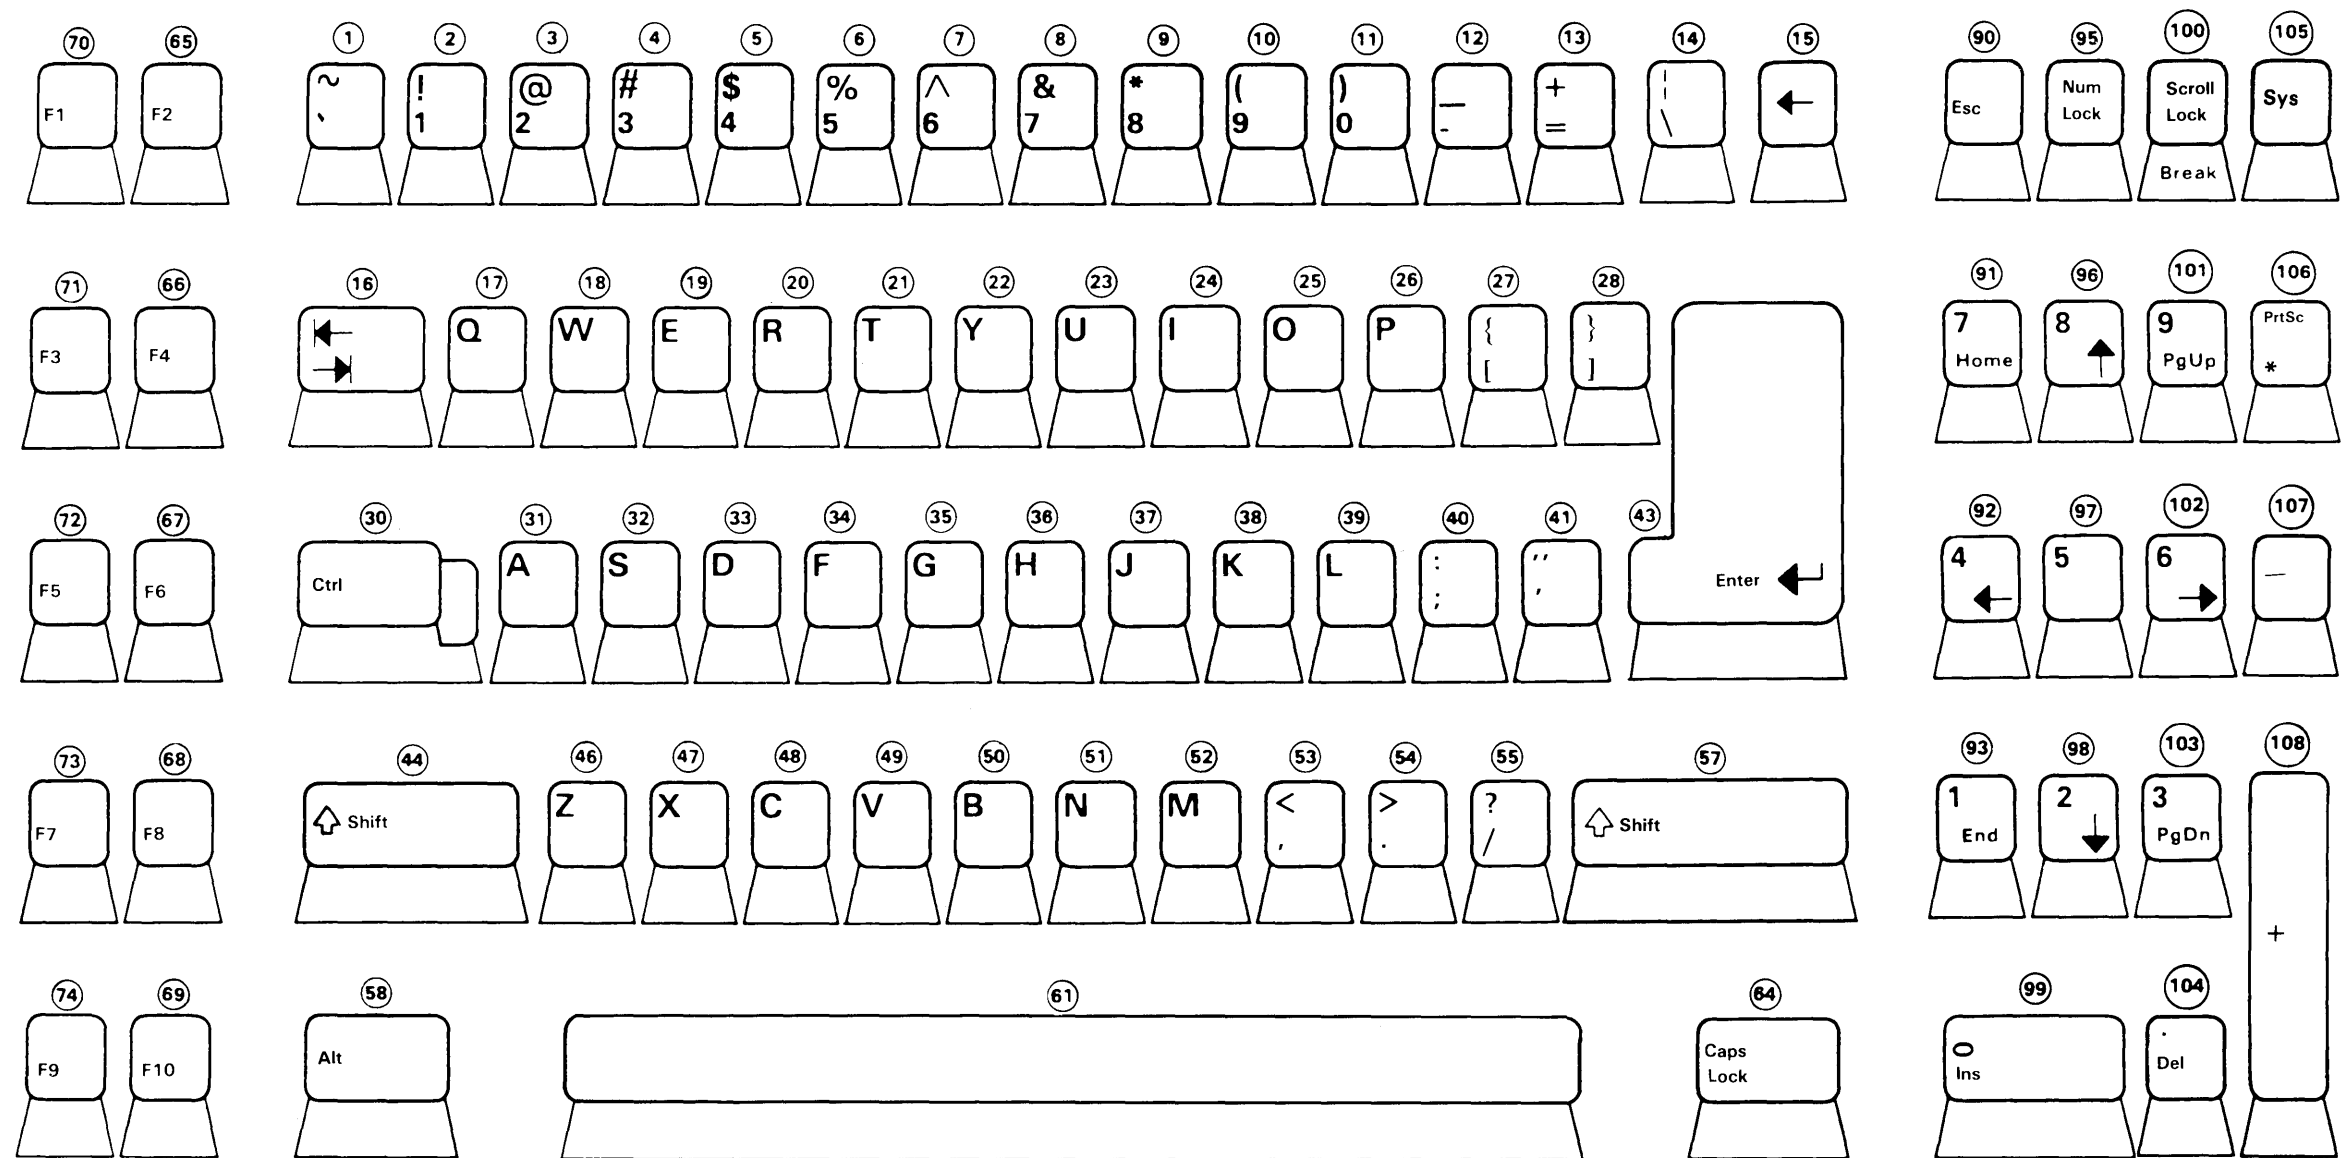 70 65 1 2 3 4 5 6 7 8 9 10 11 12 13 14 15 90 95 100 105
F1 F2 ~ ` ! 1 @ 2 # 3 $ 4 % 5 ^ 6 & 7 * 8 ( 9 ) 0 _ - + = ¦ \ ← Esc Num Lock Scroll Lock Sys
Break
71 66 16 17 18 19 20 21 22 23 24 25 26 27 28 91 96 101 106
F3 F4 Q W E R T Y U I O P { [ } ] 7 Home 8 ↑ 9 PgUp PrtSc *
72 67 30 31 32 33 34 35 36 37 38 39 40 41 43 92 97 102 107
F5 F6 Ctrl A S D F G H J K L : ; " ' Enter 4 ← 5 6 → —
73 68 44 46 47 48 49 50 51 52 53 54 55 57 93 98 103 108
F7 F8 Shift Z X C V B N M < , > . ? / Shift 1 End 2 ↓ 3 PgDn +
74 69 58 61 64 99 104
F9 F10 Alt Caps Lock 0 Ins . Del